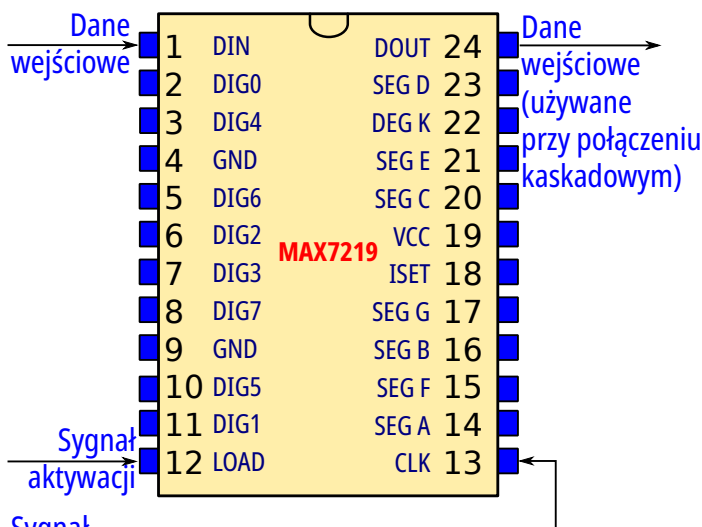 Dane
wejściowe
1 DIN
2 DIG0
3 DIG4
4 GND
5 DIG6
6 DIG2
7 DIG3
8 DIG7
9 GND
10 DIG5
11 DIG1
12 LOAD
Sygnał
aktywacji
MAX7219
DOUT 24
SEG D 23
DEG K 22
SEG E 21
SEG C 20
VCC 19
ISET 18
SEG G 17
SEG B 16
SEG F 15
SEG A 14
CLK 13
Dane
wejściowe
(używane
przy połączeniu
kaskadowym)
Sygnał